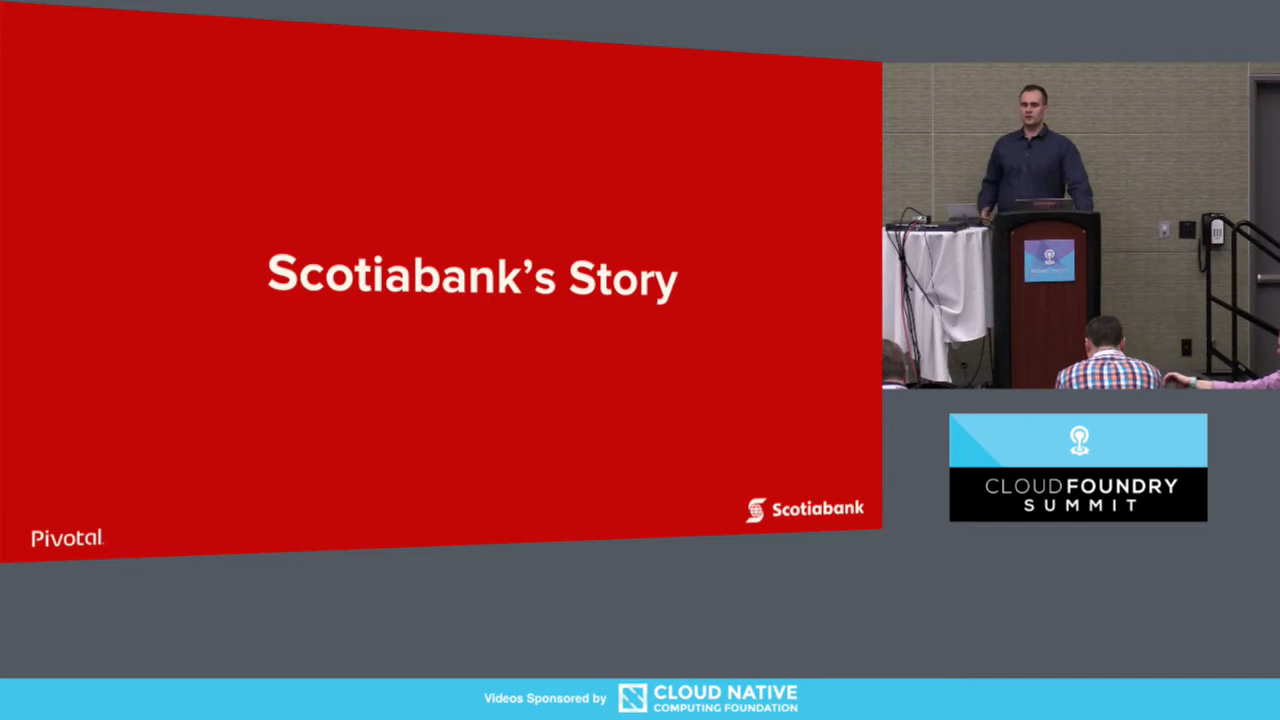 Scotiabank's Story
Scotiabank
Pivotal
CLOUD FOUNDRY
SUMMIT
Videos Sponsored by
CLOUD NATIVE
COMPUTING FOUNDATION